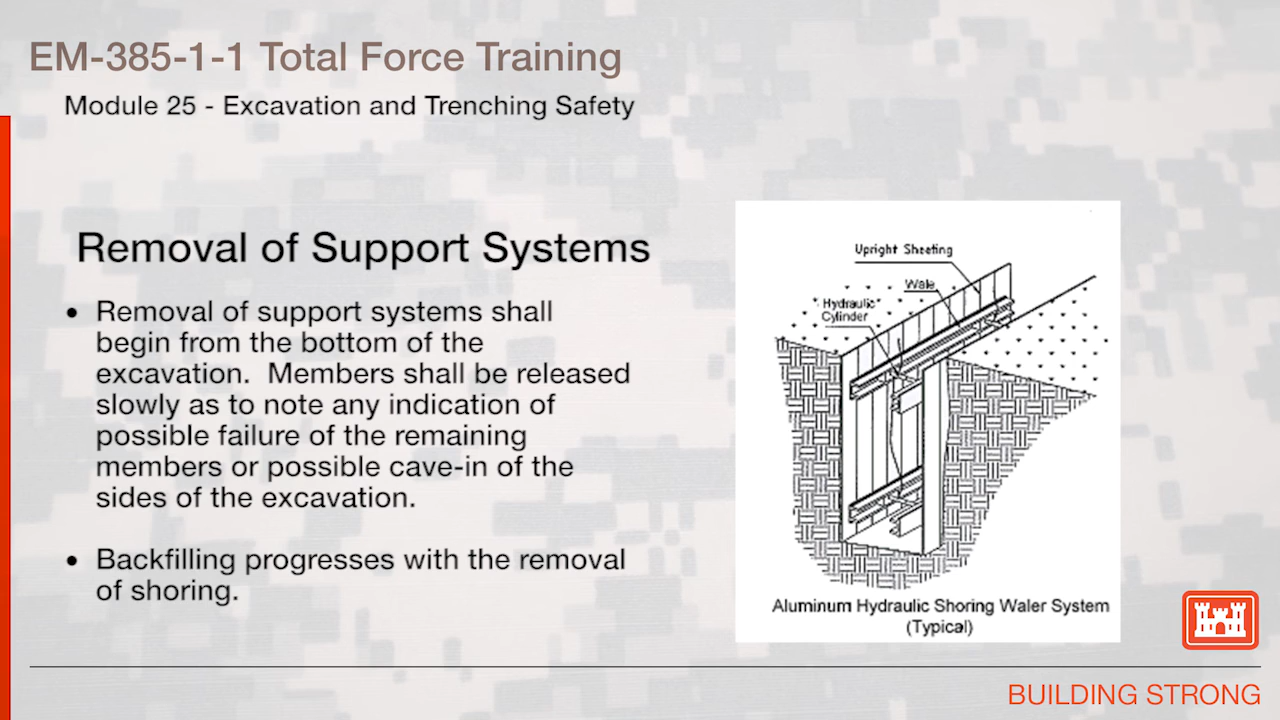 EM-385-1-1 Total Force Training
Module 25 - Excavation and Trenching Safety
Removal of Support Systems
• Removal of support systems shall
begin from the bottom of the
excavation. Members shall be released
slowly as to note any indication of
possible failure of the remaining
members or possible cave-in of the
sides of the excavation.
• Backfilling progresses with the removal
of shoring.
Upright Sheeting
Wale
Hydraulic
Cylinder
Aluminum Hydraulic Shoring Waler System
(Typical)
BUILDING STRONG